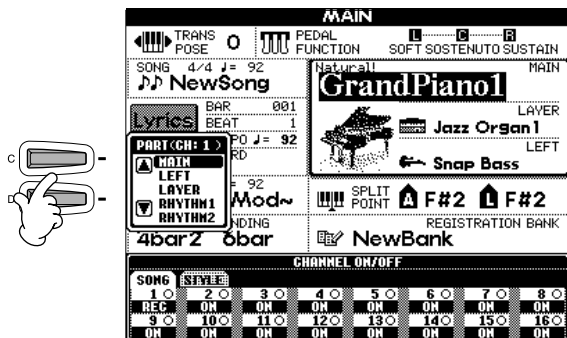 MAIN
TRANSPOSE 0
PEDAL FUNCTION
L C R
SOFT SOSTENUTO SUSTAIN
SONG 4/4 ♩= 92
NewSong
Natural! MAIN
GrandPiano1
Lyrics
BAR 001
BEAT 1
PO ♩= 92
RD
LAYER
Jazz Organ1
LEFT
Snap Bass
C
PART(CH: 1 )
MAIN
LEFT
LAYER
RHYTHM1
RHYTHM2
= 92
Mod~
SPLIT POINT A F#2 L F#2
NDING
4bar2 6bar
REGISTRATION BANK
NewBank
CHANNEL ON/OFF
SONG STYLE
1 2 3 4 5 6 7 8
REC ON ON ON ON ON ON ON
9 10 11 12 13 14 15 16
ON ON ON ON ON ON ON ON